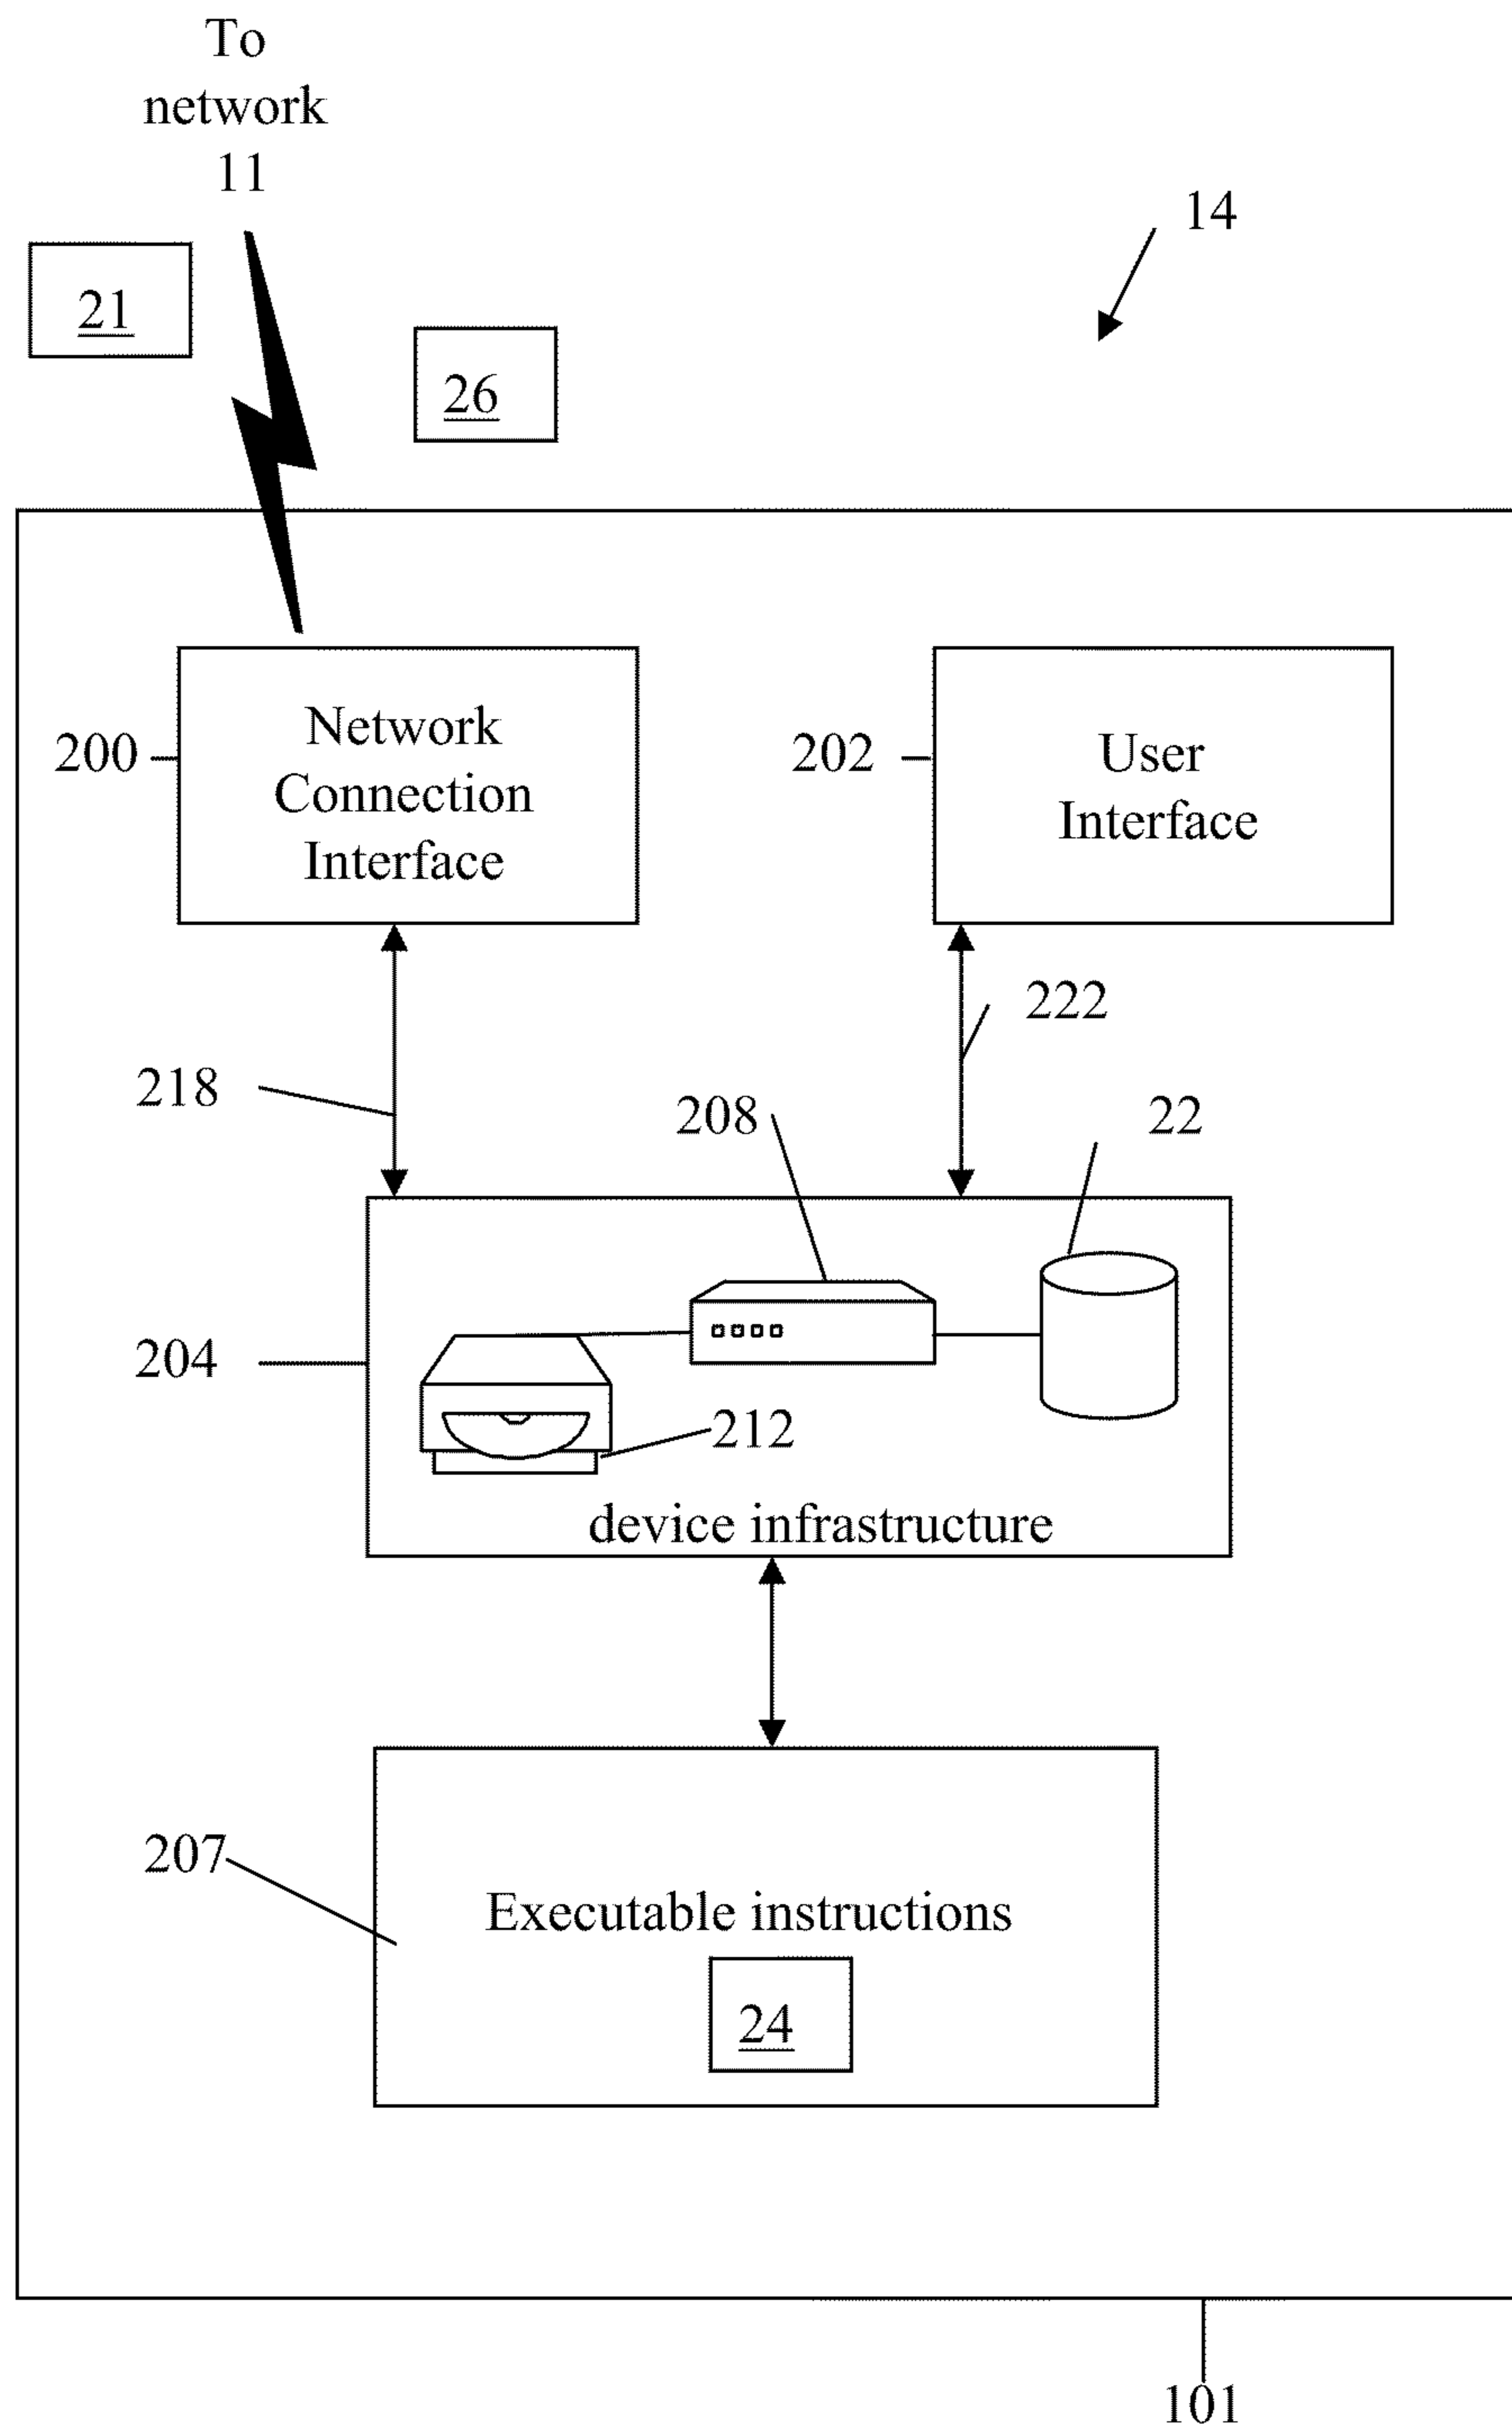 To
network
11
14
21
26
200
Network
Connection
Interface
202
User
Interface
222
218
208
22
204
212
device infrastructure
207
Executable instructions
24
101